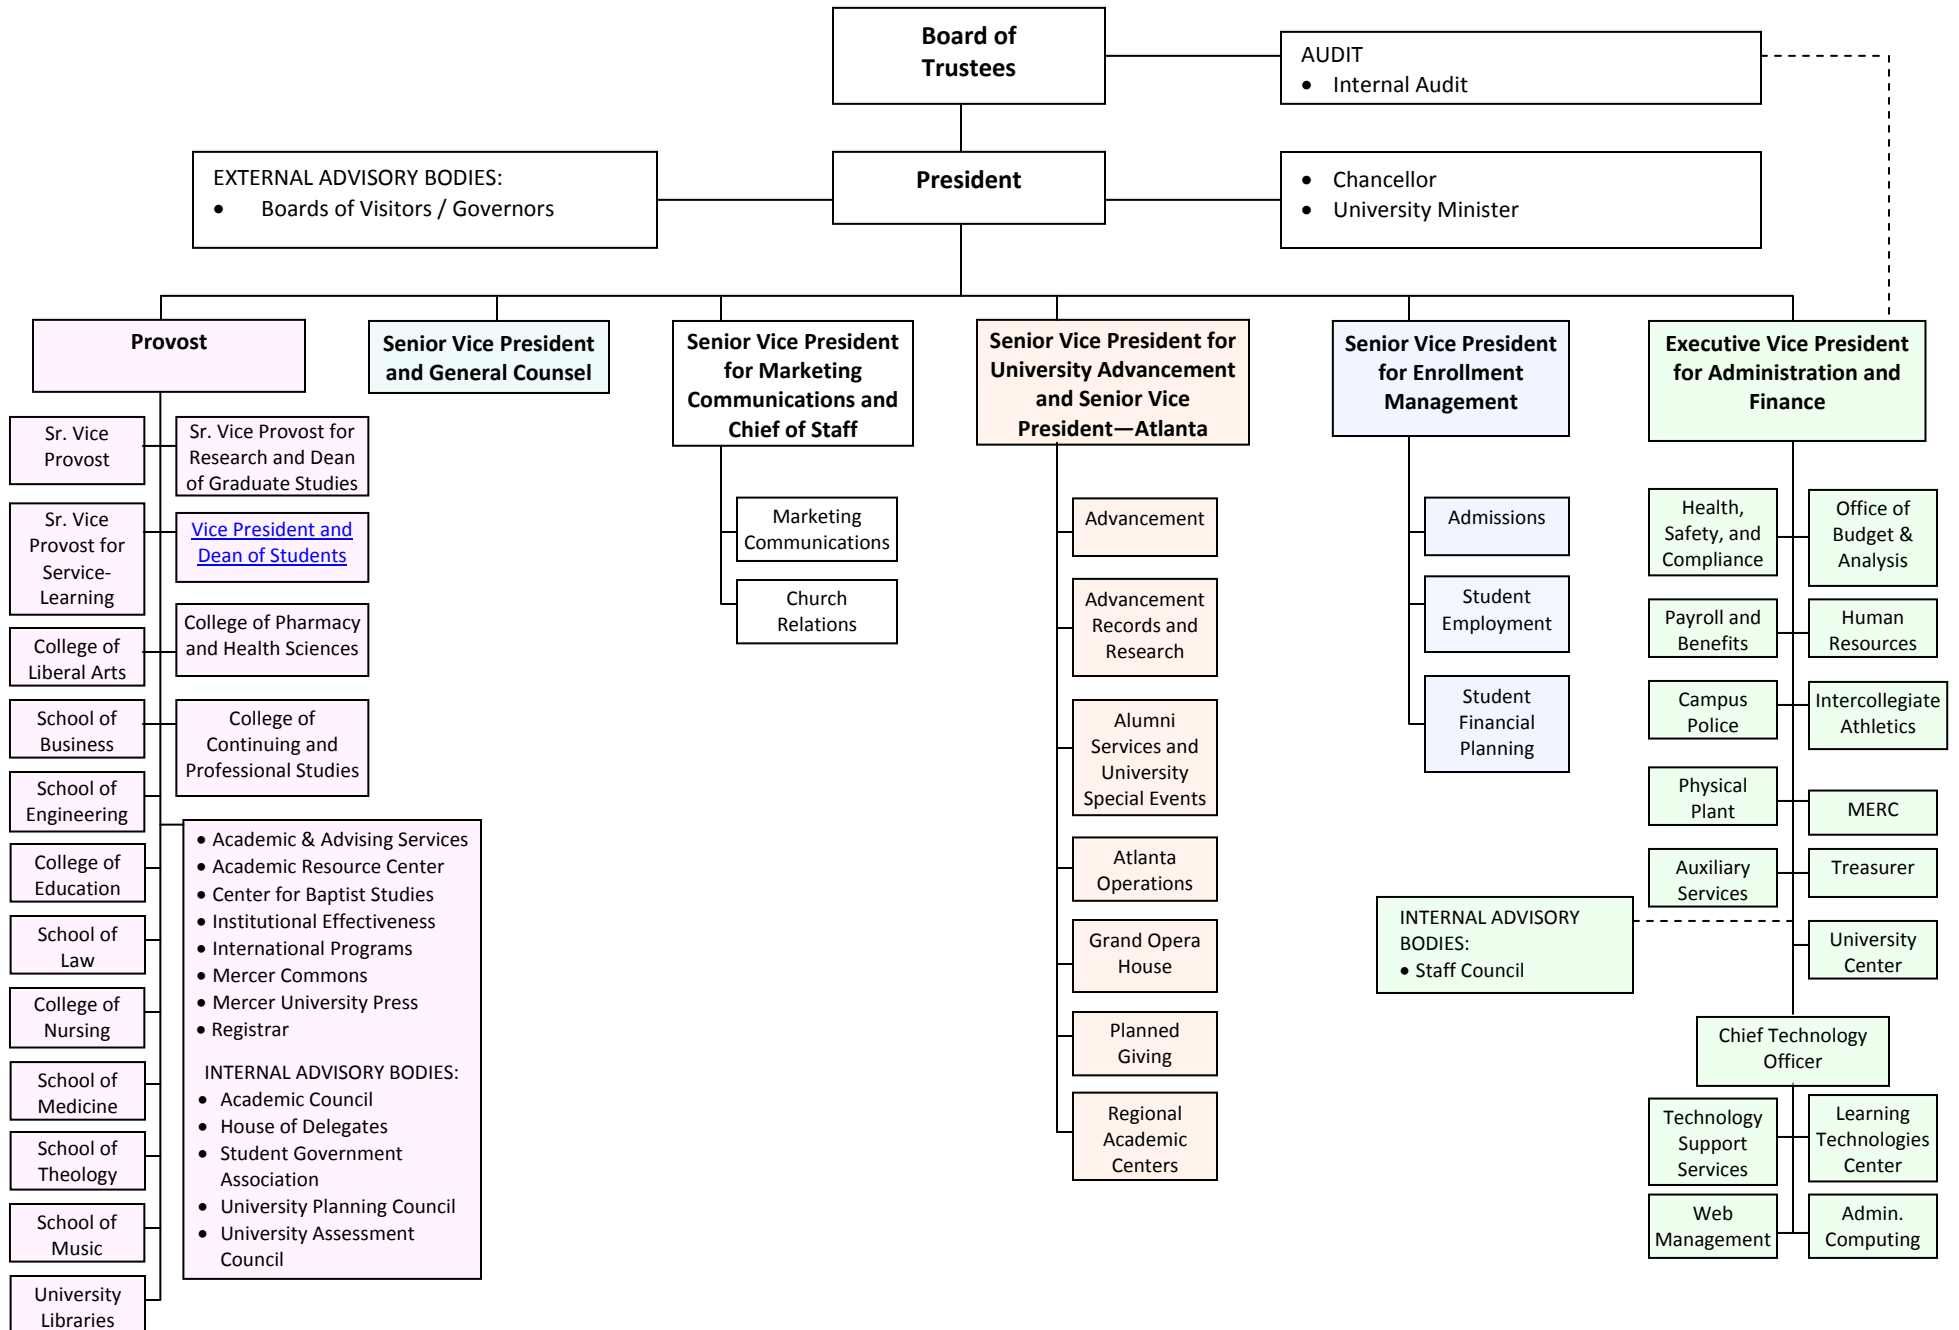 Board of
Trustees
AUDIT
• Internal Audit
EXTERNAL ADVISORY BODIES:
• Boards of Visitors / Governors
President
• Chancellor
• University Minister
Provost
Senior Vice President
and General Counsel
Senior Vice President
for Marketing
Communications and
Chief of Staff
Senior Vice President for
University Advancement
and Senior Vice
President—Atlanta
Senior Vice President
for Enrollment
Management
Executive Vice President
for Administration and
Finance
Sr. Vice
Provost
Sr. Vice Provost for
Research and Dean
of Graduate Studies
Sr. Vice
Provost for
Service-
Learning
Vice President and
Dean of Students
College of
Liberal Arts
College of Pharmacy
and Health Sciences
School of
Business
College of
Continuing and
Professional Studies
School of
Engineering
College of
Education
School of
Law
College of
Nursing
School of
Medicine
School of
Theology
School of
Music
University
Libraries
• Academic & Advising Services
• Academic Resource Center
• Center for Baptist Studies
• Institutional Effectiveness
• International Programs
• Mercer Commons
• Mercer University Press
• Registrar
INTERNAL ADVISORY BODIES:
• Academic Council
• House of Delegates
• Student Government
Association
• University Planning Council
• University Assessment
Council
Marketing
Communications
Church
Relations
Advancement
Advancement
Records and
Research
Alumni
Services and
University
Special Events
Atlanta
Operations
Grand Opera
House
Planned
Giving
Regional
Academic
Centers
Admissions
Student
Employment
Student
Financial
Planning
Health,
Safety, and
Compliance
Office of
Budget &
Analysis
Payroll and
Benefits
Human
Resources
Campus
Police
Intercollegiate
Athletics
Physical
Plant
MERC
Auxiliary
Services
Treasurer
INTERNAL ADVISORY
BODIES:
• Staff Council
University
Center
Chief Technology
Officer
Technology
Support
Services
Learning
Technologies
Center
Web
Management
Admin.
Computing